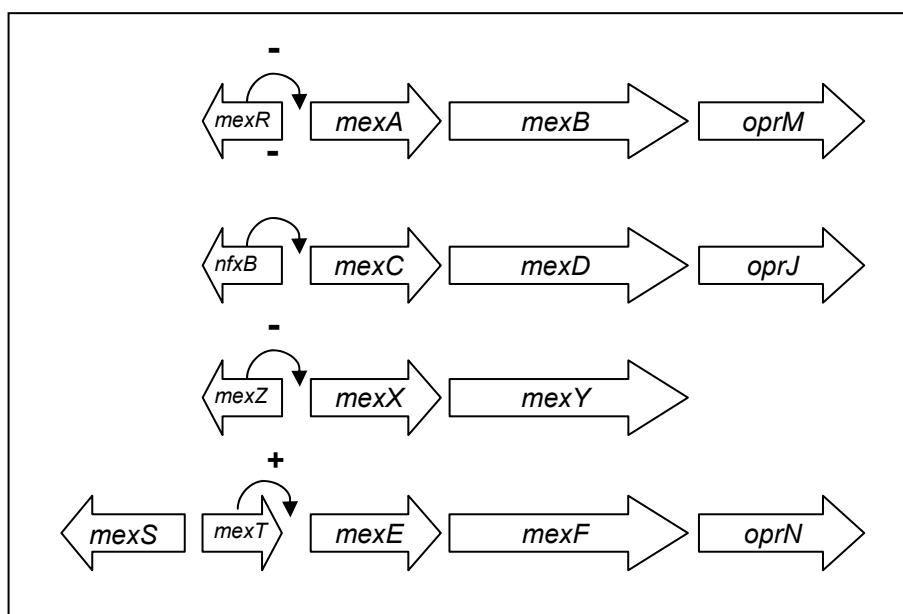 -
mexR mexA mexB oprM
-
nfxB mexC mexD oprJ
-
mexZ mexX mexY
+
mexS mexT mexE mexF oprN